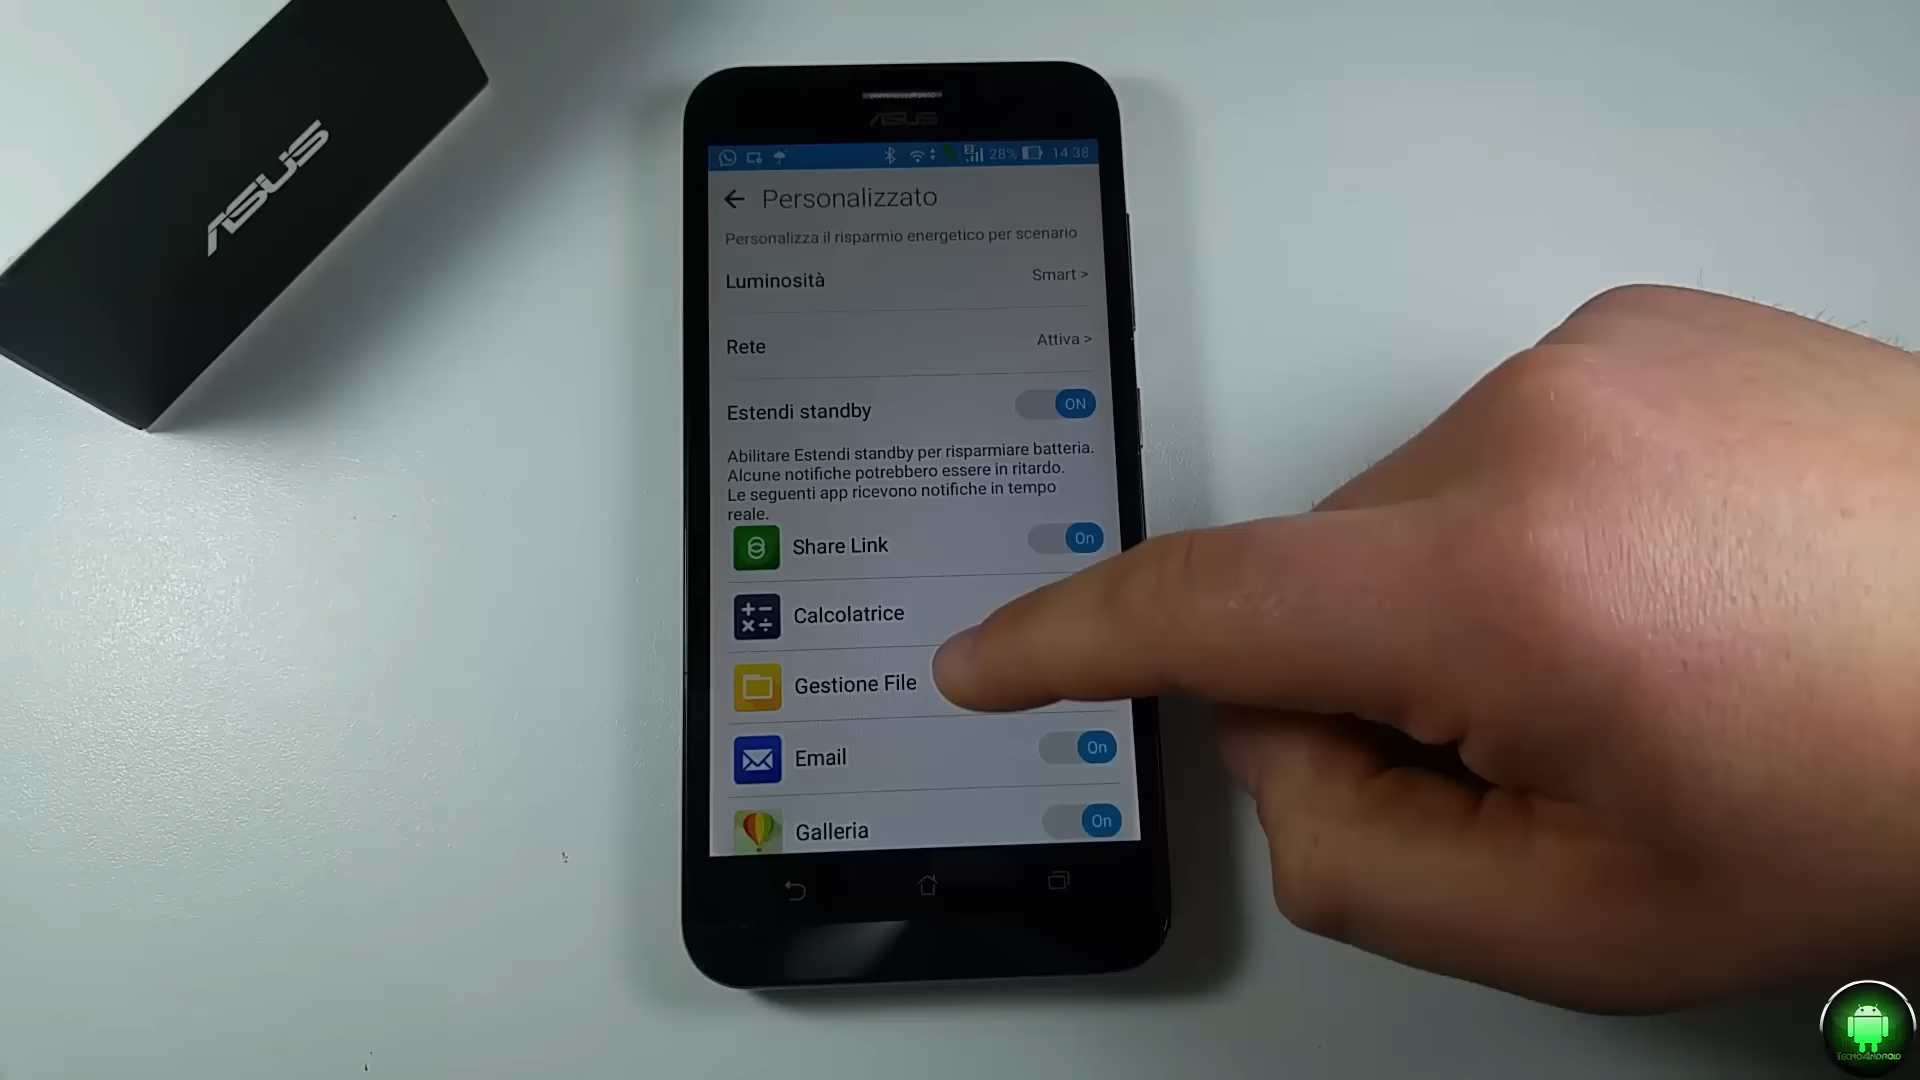 ASUS
ASUS
2
28%
14:38
Personalizzato
Personalizza il risparmio energetico per scenario
Luminosità
Smart >
Rete
Attiva >
Estendi standby
ON
Abilitare Estendi standby per risparmiare batteria.
Alcune notifiche potrebbero essere in ritardo.
Le seguenti app ricevono notifiche in tempo
reale.
Share Link
On
Calcolatrice
Gestione File
Email
On
Galleria
On
TecnoAndroid